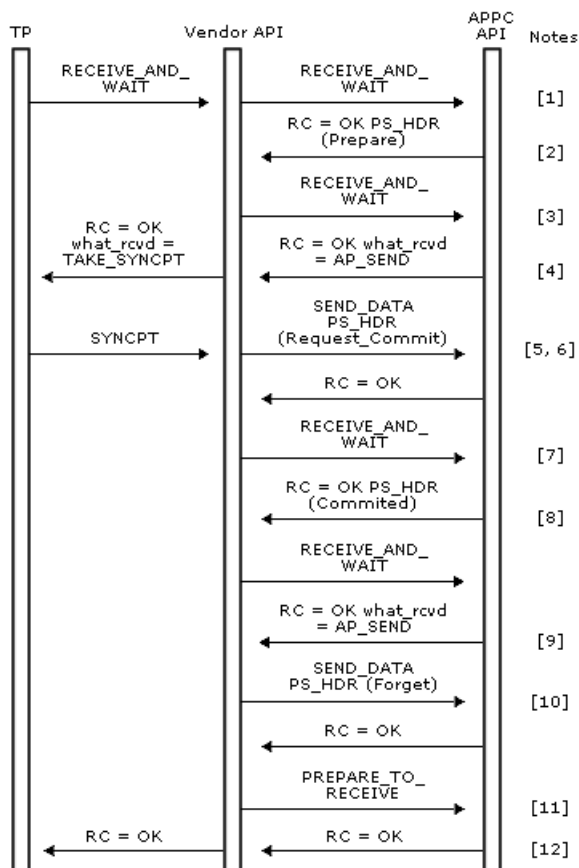 TP
Vendor API
APPC
API
Notes
RECEIVE_AND_
WAIT
RECEIVE_AND_
WAIT
[1]
RC = OK PS_HDR
(Prepare)
[2]
RECEIVE_AND_
WAIT
[3]
RC = OK
what_rcvd =
TAKE_SYNCPT
RC = OK what_rcvd
= AP_SEND
[4]
SYNCPT
SEND_DATA
PS_HDR
(Request_Commit)
[5, 6]
RC = OK
RECEIVE_AND_
WAIT
[7]
RC = OK PS_HDR
(Commited)
[8]
RECEIVE_AND_
WAIT
RC = OK what_rcvd
= AP_SEND
[9]
SEND_DATA
PS_HDR (Forget)
[10]
RC = OK
PREPARE_TO_
RECEIVE
[11]
RC = OK
RC = OK
[12]